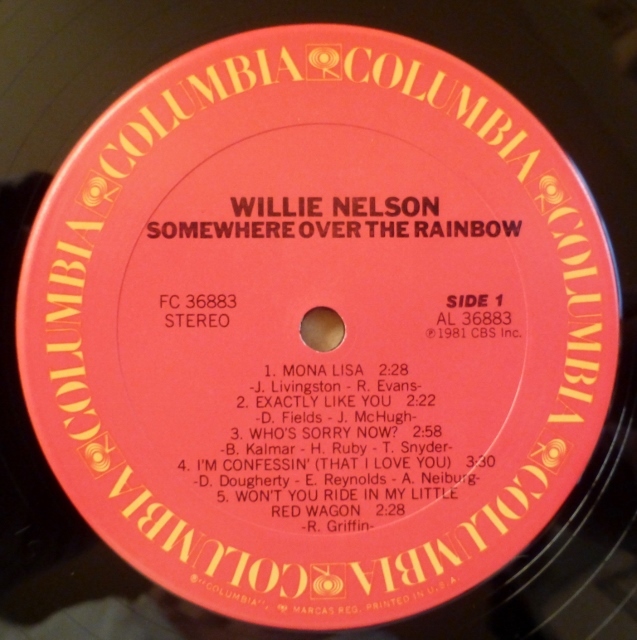 COLUMBIA COLUMBIA COLUMBIA COLUMBIA COLUMBIA COLUMBIA
WILLIE NELSON
SOMEWHERE OVER THE RAINBOW
FC 36883
STEREO
SIDE 1
AL 36883
℗1981 CBS Inc.
1. MONA LISA 2:28
-J. Livingston - R. Evans-
2. EXACTLY LIKE YOU 2:22
-D. Fields - J. McHugh-
3. WHO'S SORRY NOW? 2:58
-B. Kalmar - H. Ruby - T. Snyder-
4. I'M CONFESSIN' (THAT I LOVE YOU) 3:30
-D. Dougherty - E. Reynolds - A. Neiburg-
5. WON'T YOU RIDE IN MY LITTLE
RED WAGON 2:28
-R. Griffin-
®"COLUMBIA", MARCAS REG. PRINTED IN U.S.A.